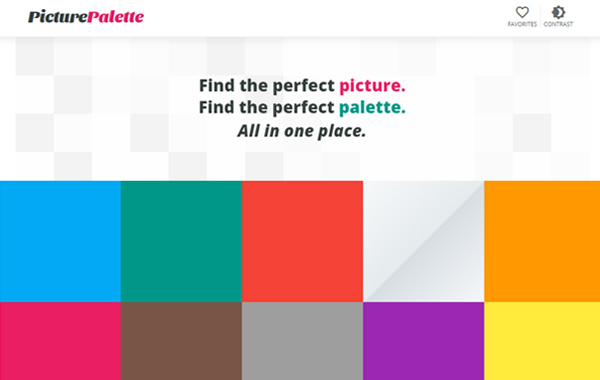 PicturePalette
FAVORITES CONTRAST
Find the perfect picture.
Find the perfect palette.
All in one place.